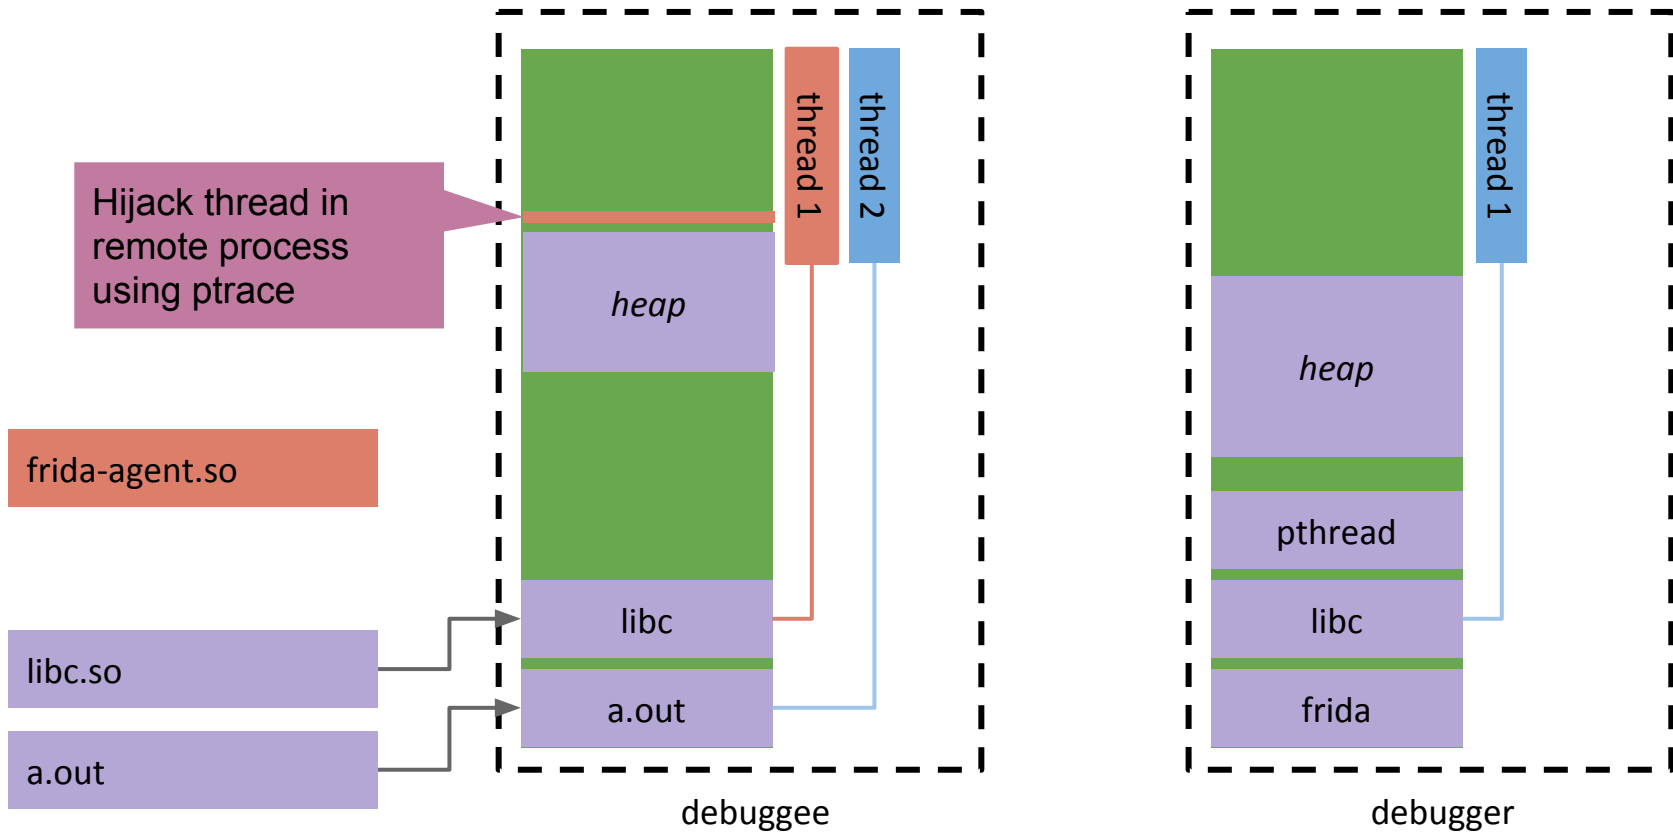 thread 1
thread 2
thread 1
Hijack thread in
remote process
using ptrace
heap
heap
frida-agent.so
pthread
libc
libc
libc.so
a.out
frida
a.out
debuggee
debugger